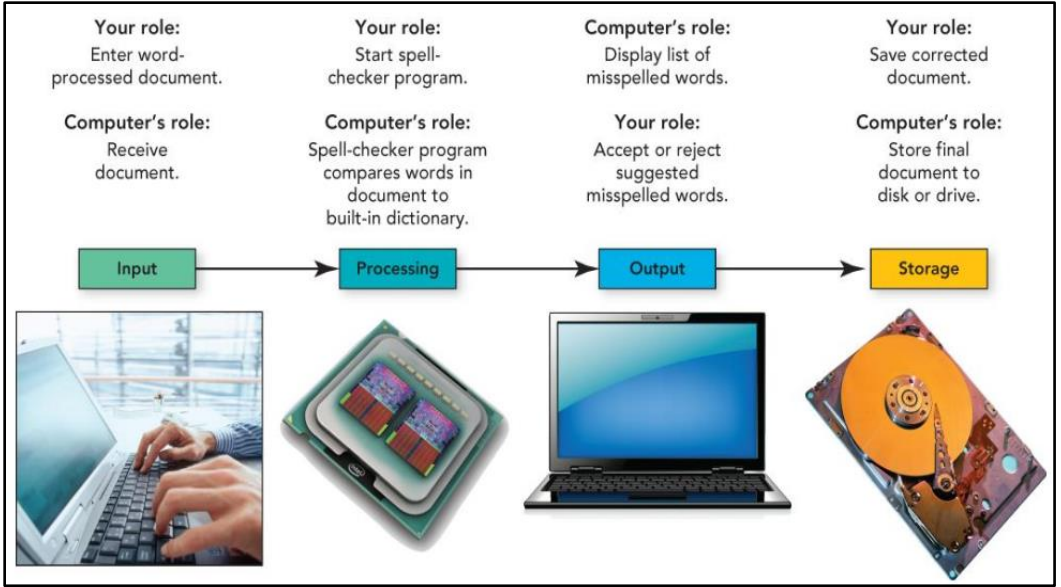 Your role:
Enter word-
processed document.
Computer's role:
Receive
document.
Input
Your role:
Start spell-
checker program.
Computer's role:
Spell-checker program
compares words in
document to
built-in dictionary.
Processing
Computer's role:
Display list of
misspelled words.
Your role:
Accept or reject
suggested
misspelled words.
Output
Your role:
Save corrected
document.
Computer's role:
Store final
document to
disk or drive.
Storage
intel